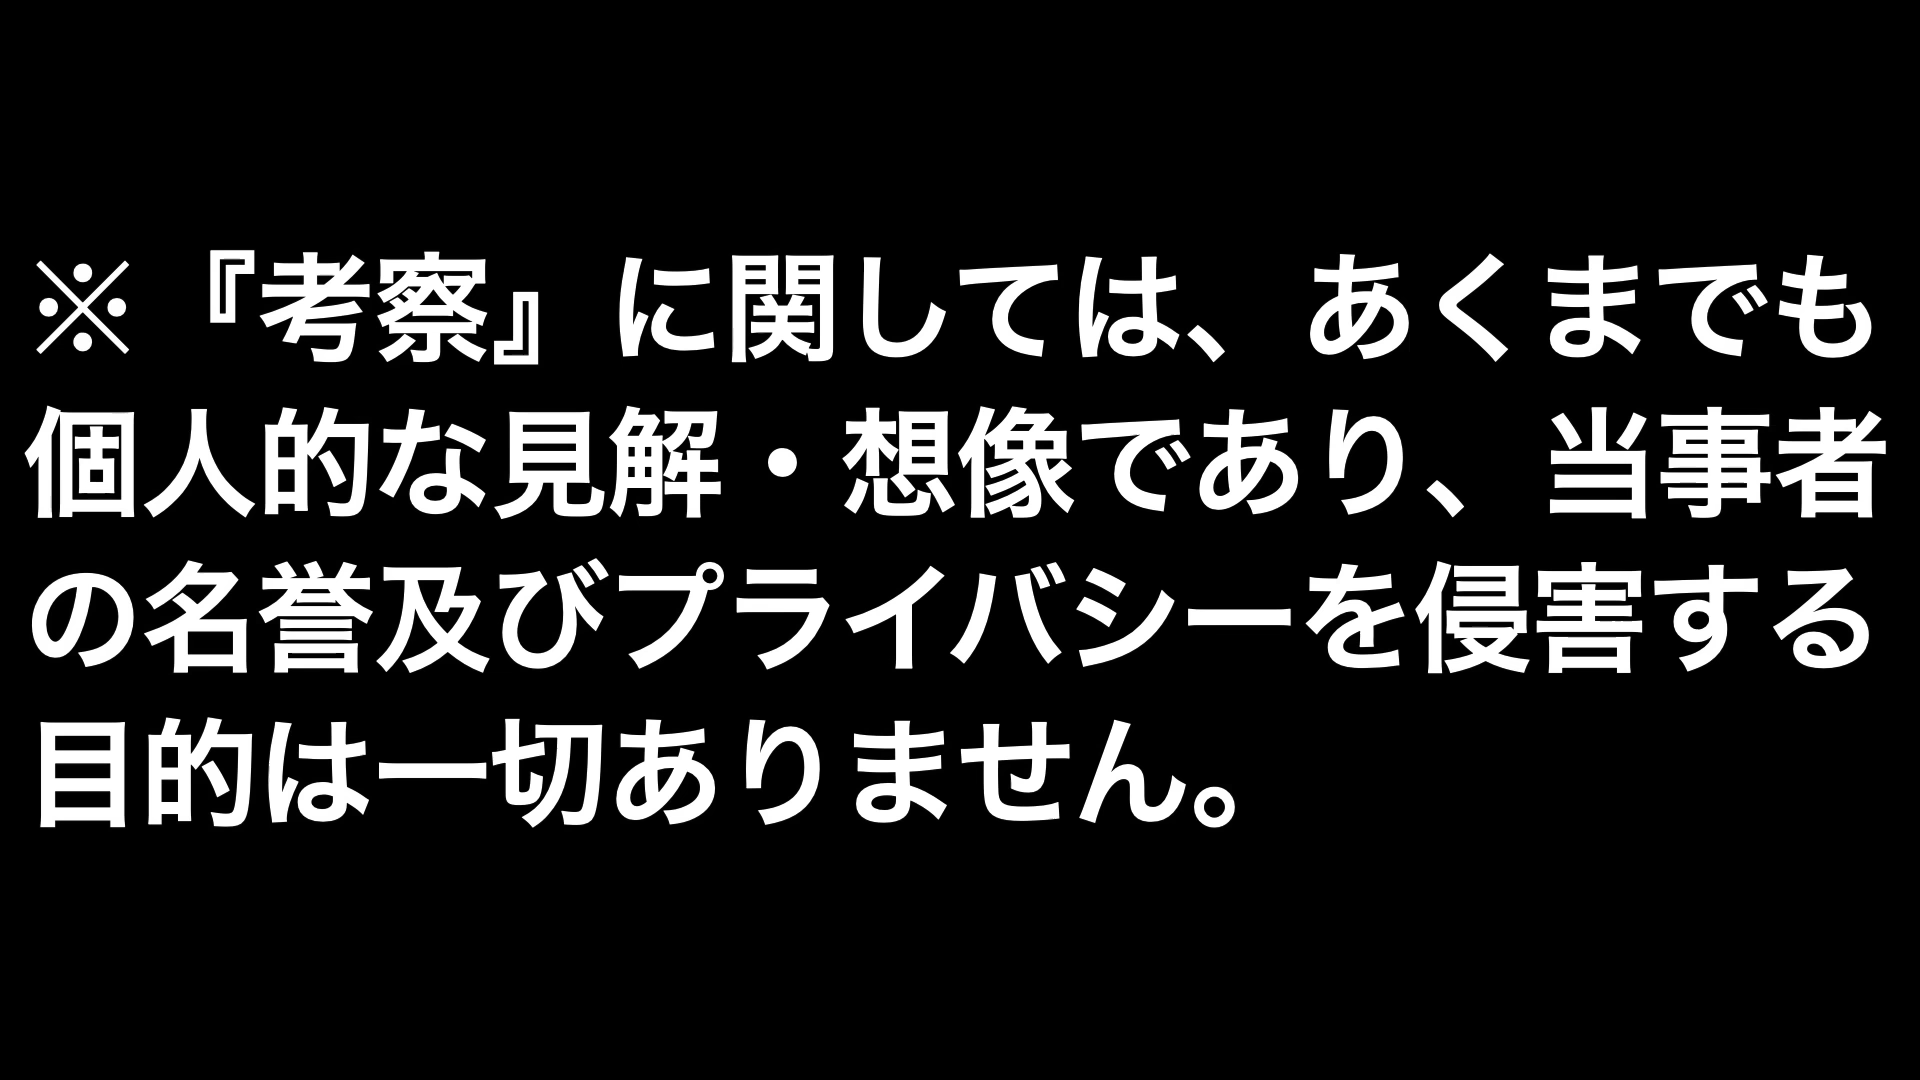 ※『考察』に関しては、あくまでも
個人的な見解・想像であり、当事者
の名誉及びプライバシーを侵害する
目的は一切ありません。